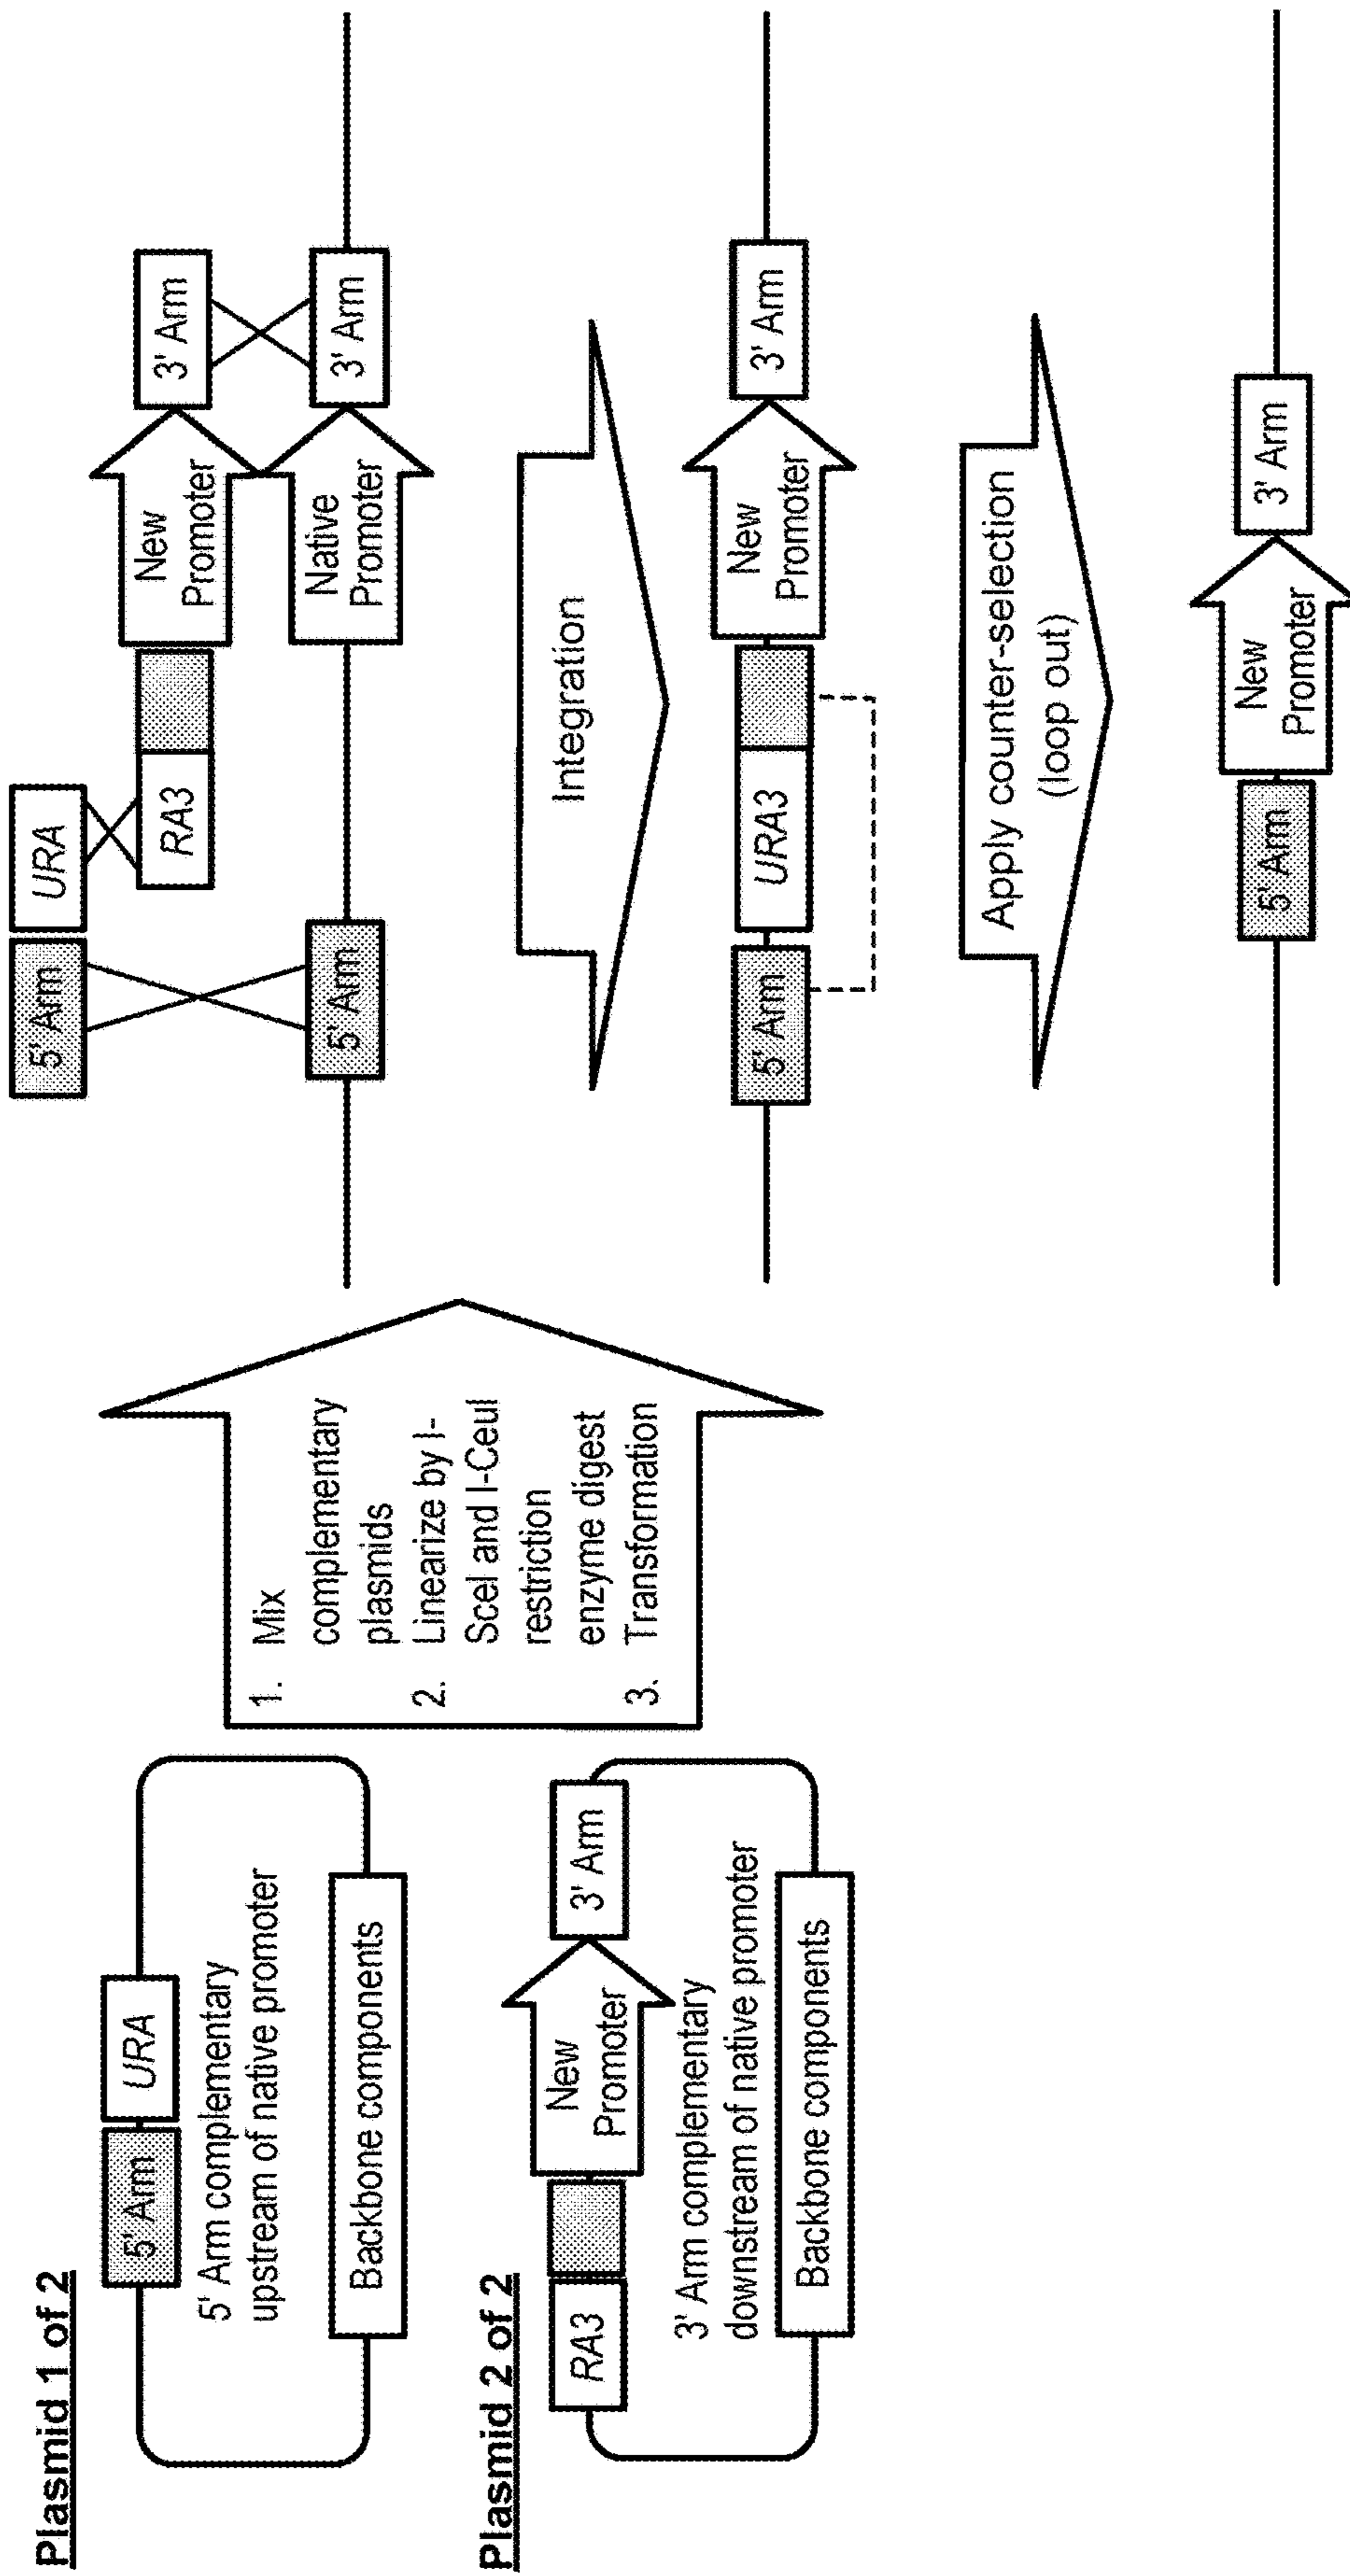 Plasmid 1 of 2
5' Arm
URA
5' Arm complementary
upstream of native promoter
Backbone components
Plasmid 2 of 2
RA3
New
Promoter
3' Arm
3' Arm complementary
downstream of native promoter
Backbone components
1. Mix
complementary
plasmids
2. Linearize by I-
SceI and I-CeuI
restriction
enzyme digest
3. Transformation
5' Arm
URA
RA3
New
Promoter
3' Arm
5' Arm
Native
Promoter
3' Arm
Integration
5' Arm
URA3
New
Promoter
3' Arm
Apply counter-selection
(loop out)
5' Arm
New
Promoter
3' Arm